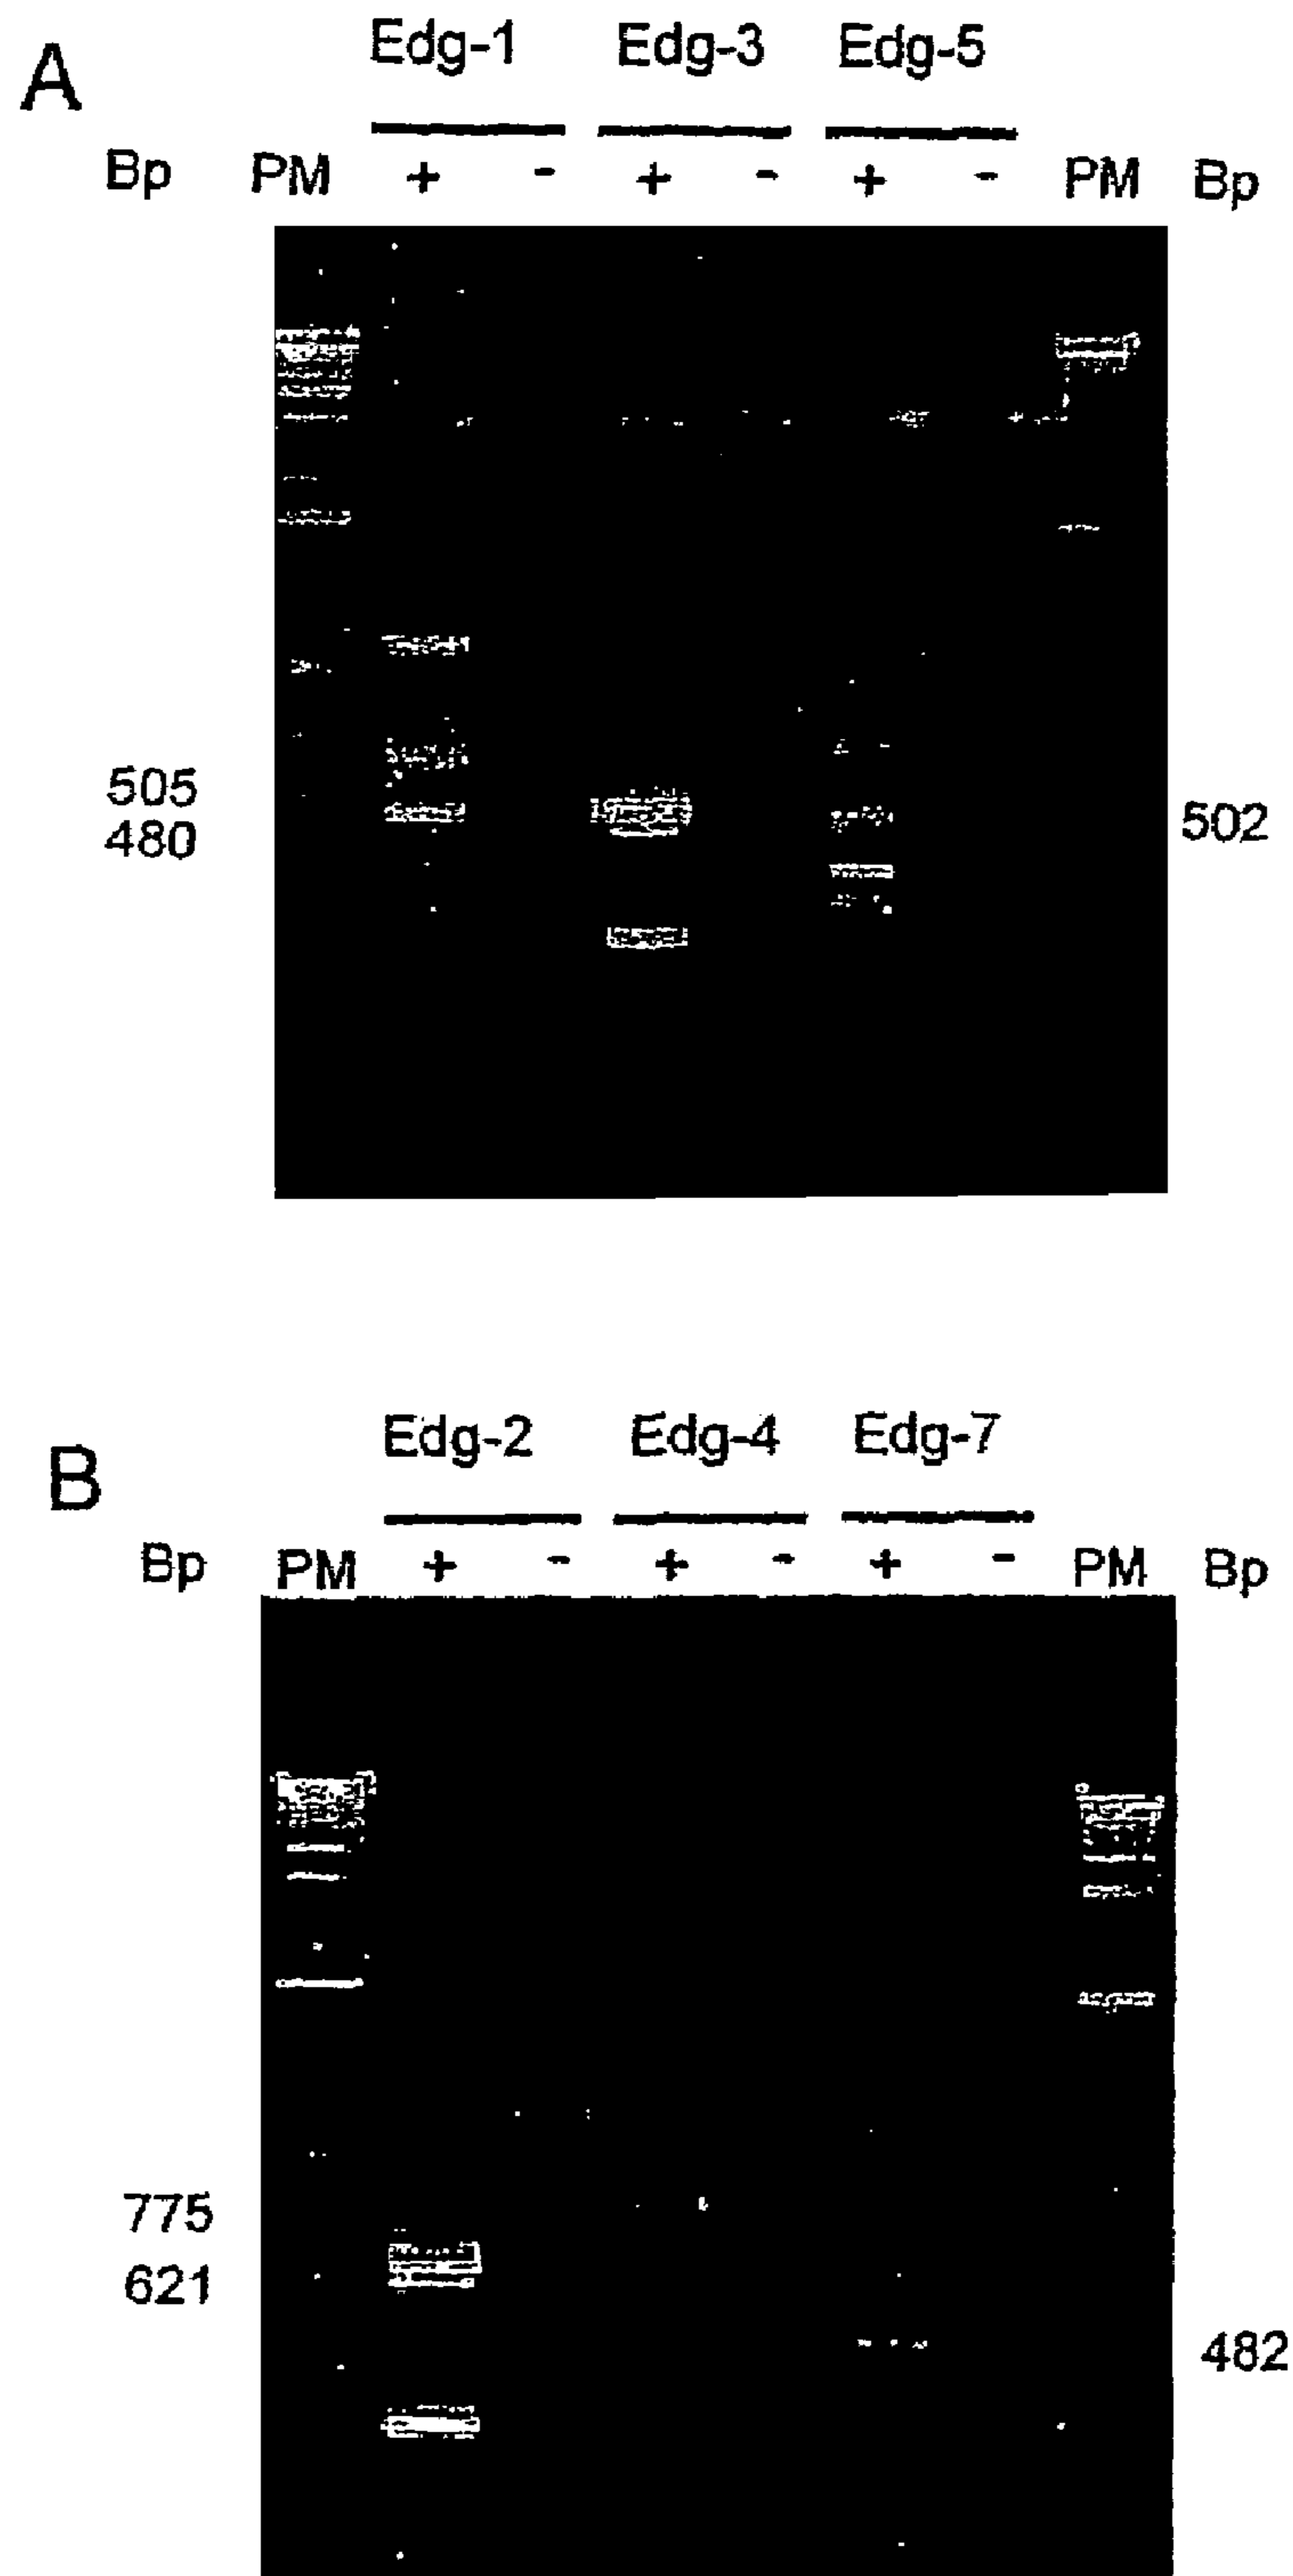 A
Edg-1 Edg-3 Edg-5
Bp PM + - + - + - PM Bp
505
480 502
B
Edg-2 Edg-4 Edg-7
Bp PM + - + - + - PM Bp
775
621
482